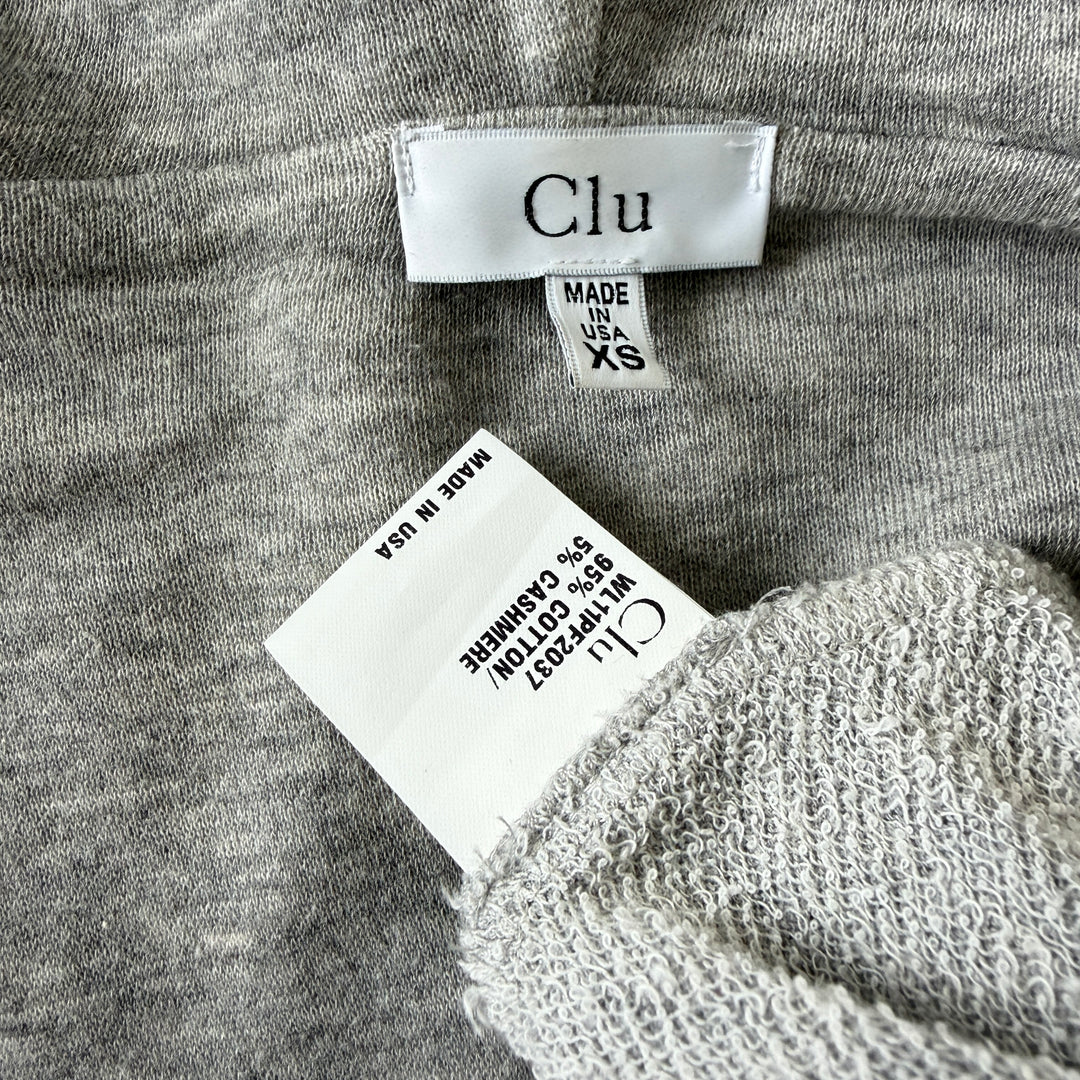 Clu
MADE
IN
USA
XS
Clu
WL11PF2037
95% COTTON/
5% CASHMERE
MADE IN USA